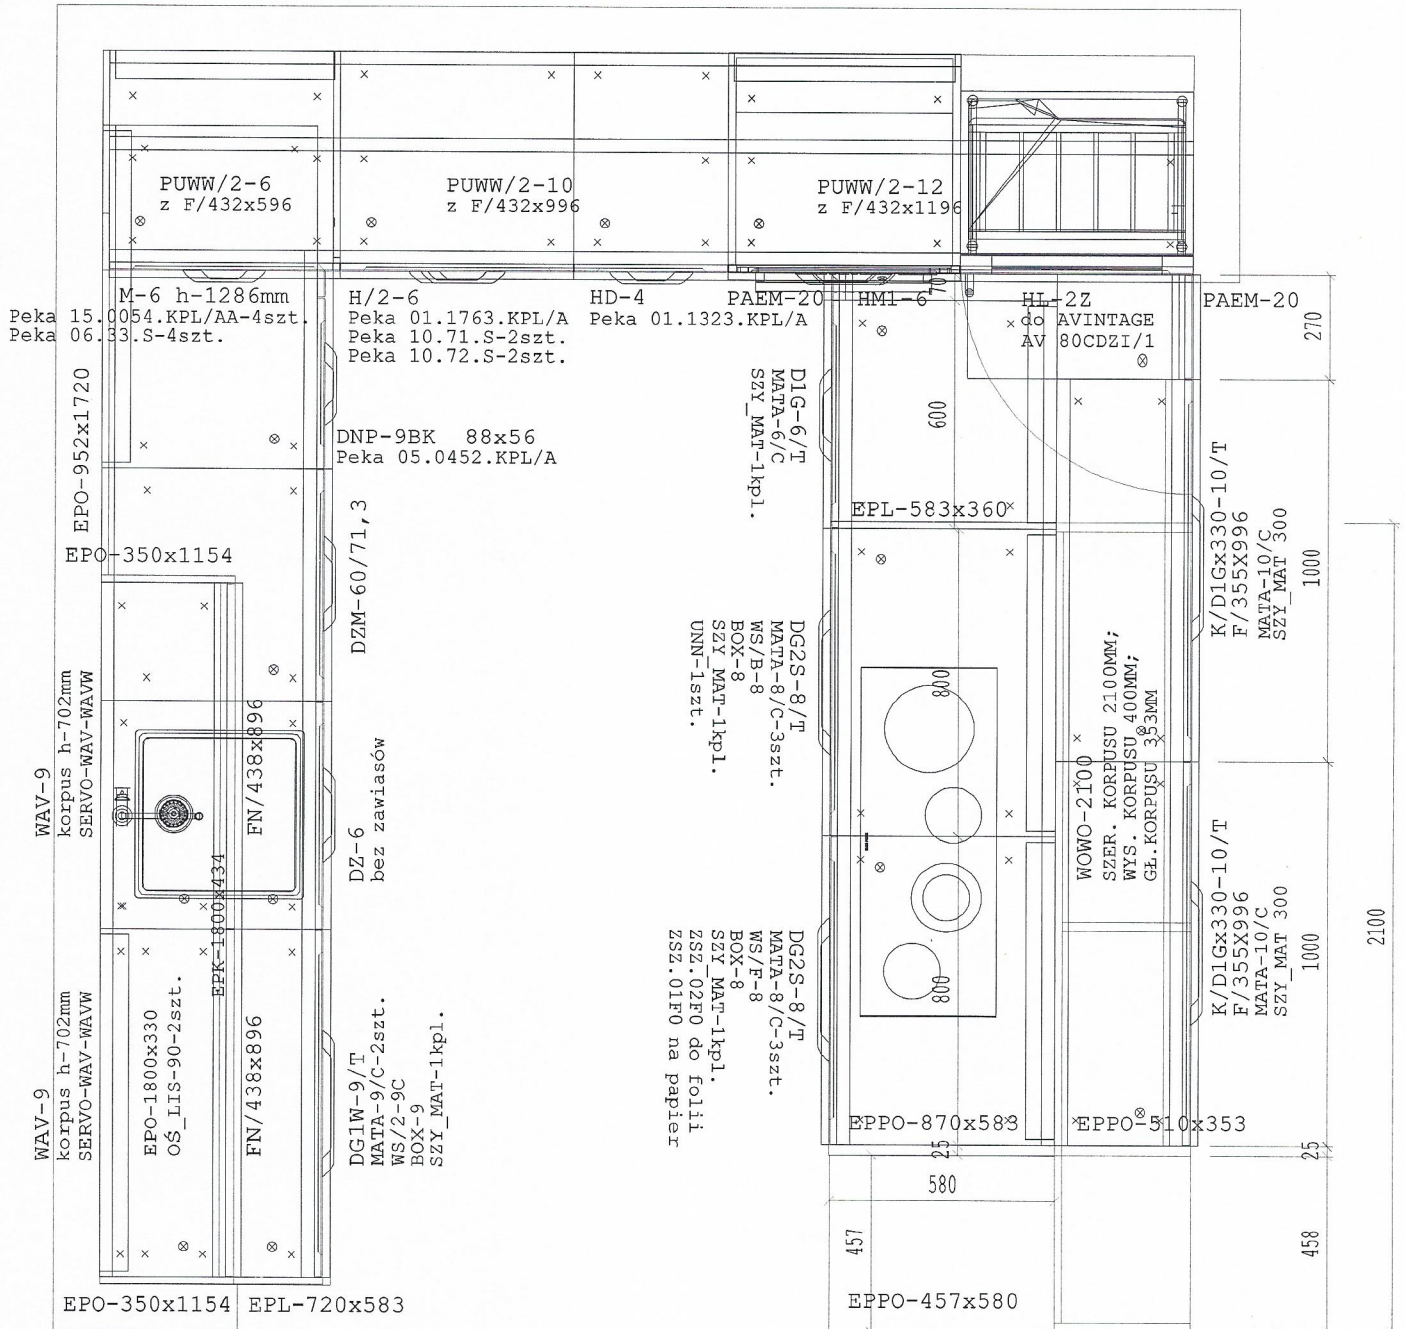 PUWW/2-6
z F/432x596
PUWW/2-10
z F/432x996
PUWW/2-12
z F/432x1196
M-6 h-1286mm
Peka 15.0054.KPL/AA-4szt.
Peka 06.33.S-4szt.
H/2-6
Peka 01.1763.KPL/A
Peka 10.71.S-2szt.
Peka 10.72.S-2szt.
HD-4
Peka 01.1323.KPL/A
PAEM-20
HM1-6
70
HL-2Z
do AVINTAGE
AV 80CDZI/1
PAEM-20
270
EPO-952x1720
DNP-9BK 88x56
Peka 05.0452.KPL/A
D1G-6/T
MATA-6/C
SZY_MAT-1kpl.
600
EPL-583x360
K/D1Gx330-10/T
F/355X996
MATA-10/C
SZY_MAT 300
1000
EPO-350x1154
DZM-60/71,3
WAV-9
korpus h-702mm
SERVO-WAV-WAVW
FN/438x896
DZ-6
bez zawiasów
DG2S-8/T
MATA-8/C-3szt.
WS/B-8
BOX-8
SZY_MAT-1kpl.
UNN-1szt.
800
WOWO-2100
SZER. KORPUSU 2100MM;
WYS. KORPUSU 400MM;
GŁ.KORPUSU 353MM
2100
EPK-1800x434
WAV-9
korpus h-702mm
SERVO-WAV-WAVW
EPO-1800x330
OŚ_LIS-90-2szt.
FN/438x896
DG1W-9/T
MATA-9/C-2szt.
WS/2-9C
BOX-9
SZY_MAT-1kpl.
DG2S-8/T
MATA-8/C-3szt.
WS/F-8
BOX-8
SZY_MAT-1kpl.
ZSZ.02F0 do folii
ZSZ.01F0 na papier
800
K/D1Gx330-10/T
F/355X996
MATA-10/C
SZY_MAT 300
1000
EPPO-870x583
EPPO-510x353
25
25
580
457
458
EPO-350x1154
EPL-720x583
EPPO-457x580